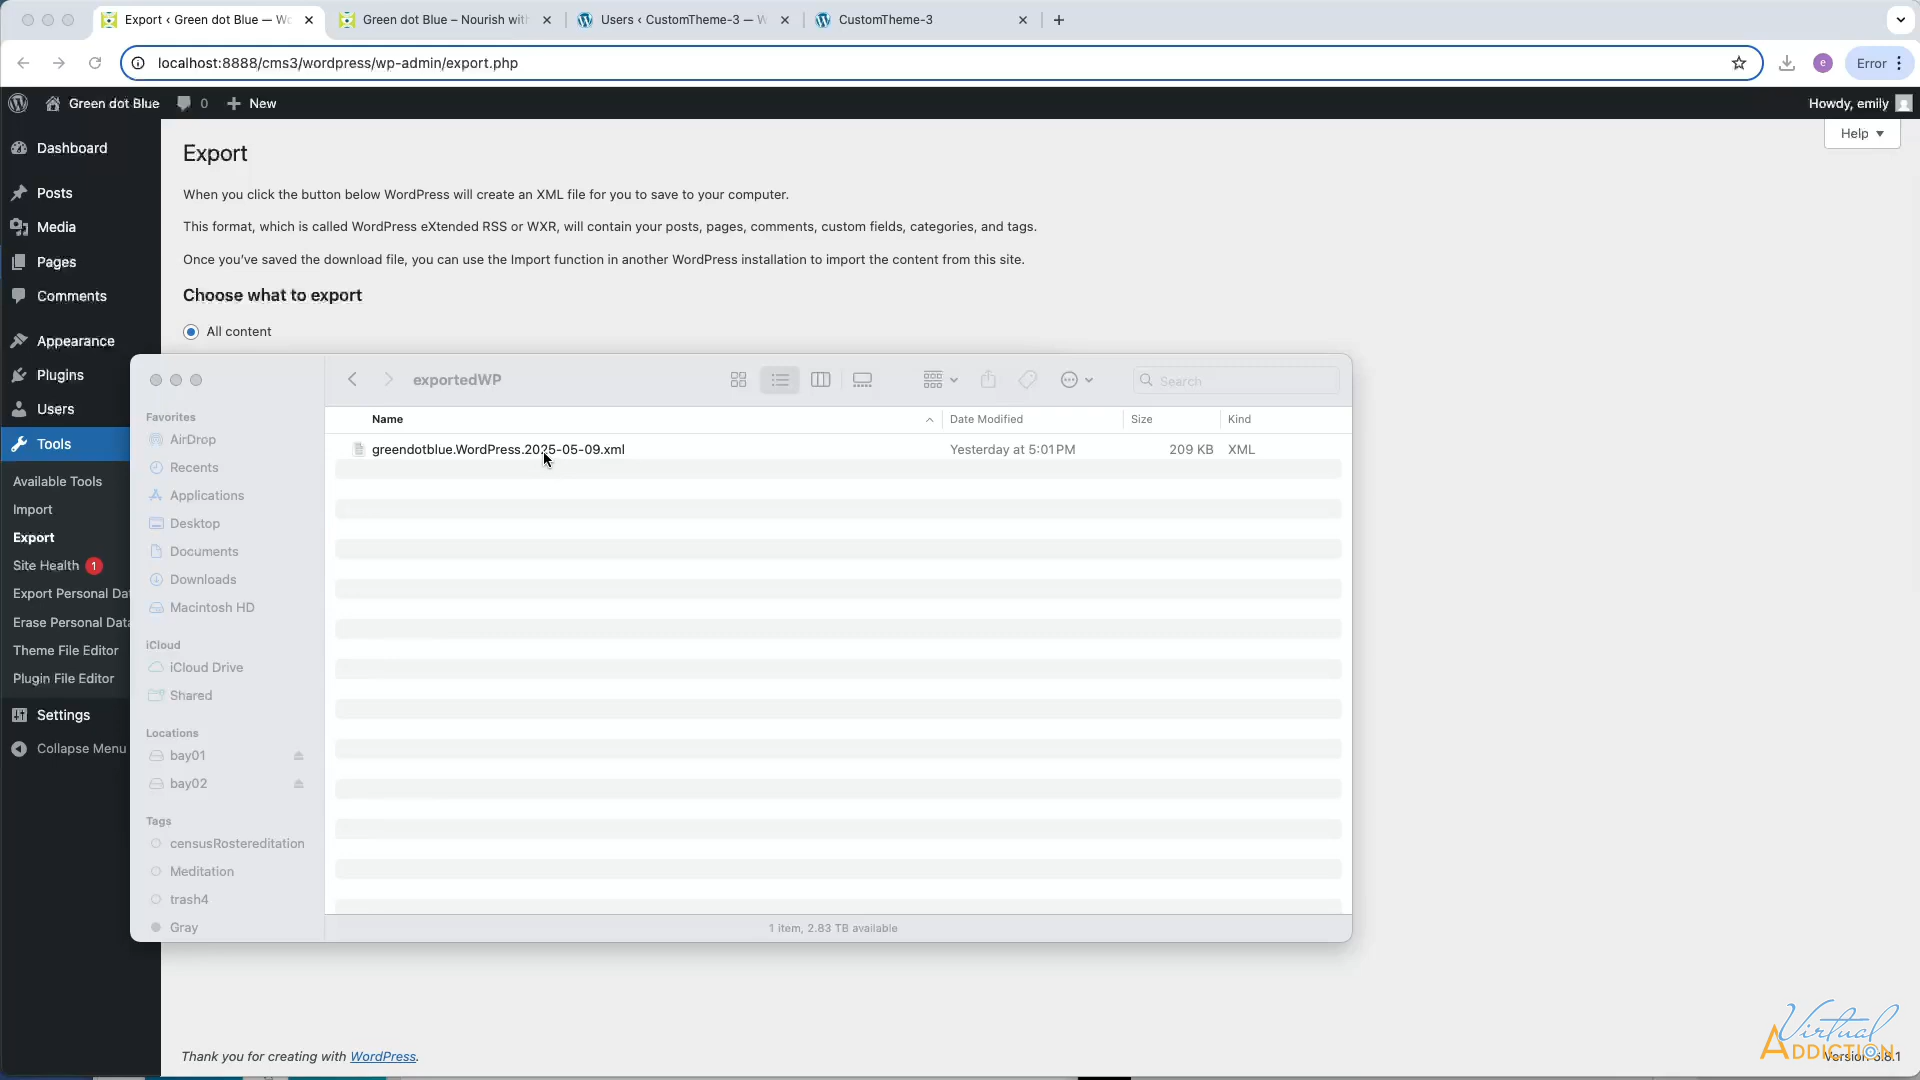 Export ‹ Green dot Blue — Wo
Green dot Blue – Nourish with
Users ‹ CustomTheme-3 — W
CustomTheme-3
localhost:8888/cms3/wordpress/wp-admin/export.php
e
Error
Green dot Blue
0
New
Howdy, emily
Help
Dashboard
Posts
Media
Pages
Comments
Appearance
Plugins
Users
Tools
Available Tools
Import
Export
Site Health 1
Export Personal Dat
Erase Personal Data
Theme File Editor
Plugin File Editor
Settings
Collapse Menu
Export
When you click the button below WordPress will create an XML file for you to save to your computer.
This format, which is called WordPress eXtended RSS or WXR, will contain your posts, pages, comments, custom fields, categories, and tags.
Once you’ve saved the download file, you can use the Import function in another WordPress installation to import the content from this site.
Choose what to export
All content
exportedWP
Search
Favorites
AirDrop
Recents
Applications
Desktop
Documents
Downloads
Macintosh HD
iCloud
iCloud Drive
Shared
Locations
bay01
bay02
Tags
censusRostereditation
Meditation
trash4
Gray
Name Date Modified Size Kind
greendotblue.WordPress.2025-05-09.xml Yesterday at 5:01 PM 209 KB XML
1 item, 2.83 TB available
Thank you for creating with WordPress.
Virtual
ADDICTION